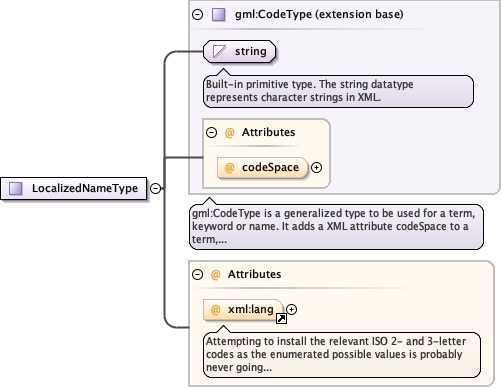 gml:CodeType (extension base)
string
Built-in primitive type. The string datatype
represents character strings in XML.
@ Attributes
@ codeSpace
LocalizedNameType
gml:CodeType is a generalized type to be used for a term,
keyword or name. It adds a XML attribute codeSpace to a
term,...
@ Attributes
@ xml:lang
Attempting to install the relevant ISO 2- and 3-letter
codes as the enumerated possible values is probably
never going...